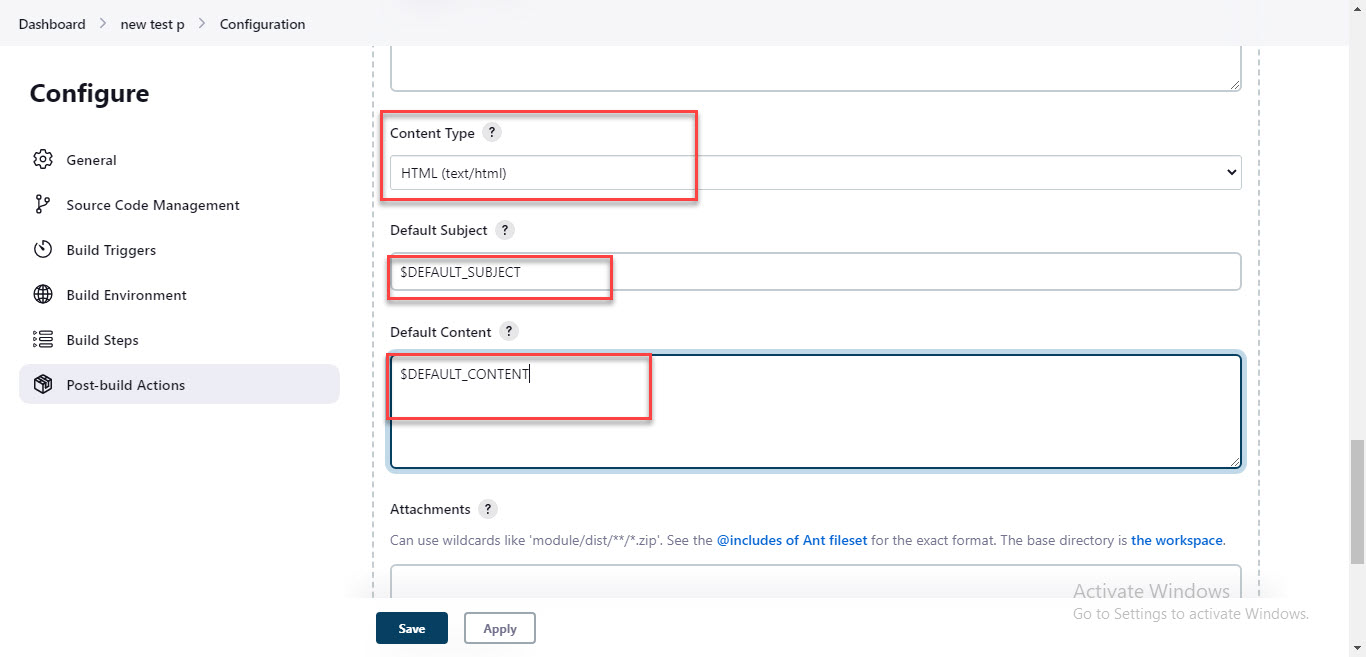 Dashboard > new test p > Configuration
Configure
General
Source Code Management
Build Triggers
Build Environment
Build Steps
Post-build Actions
Content Type ?
HTML (text/html)
Default Subject ?
$DEFAULT_SUBJECT
Default Content ?
$DEFAULT_CONTENT
Attachments ?
Can use wildcards like 'module/dist/**/*.zip'. See the @includes of Ant fileset for the exact format. The base directory is the workspace.
Save Apply
Activate Windows
Go to Settings to activate Windows.